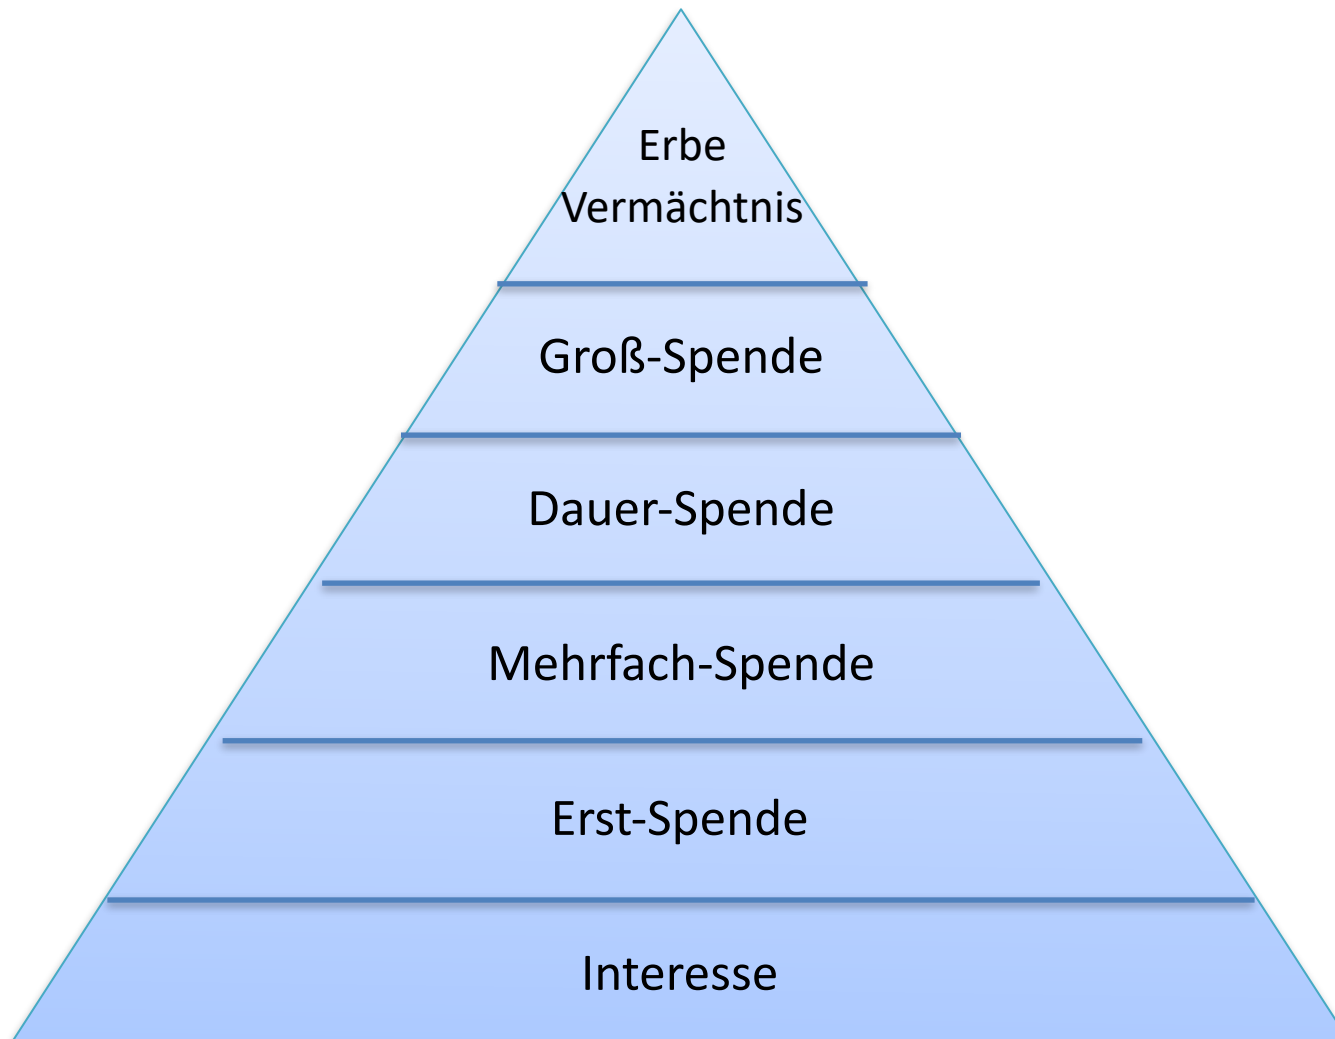 Erbe
Vermächtnis
Groß-Spende
Dauer-Spende
Mehrfach-Spende
Erst-Spende
Interesse